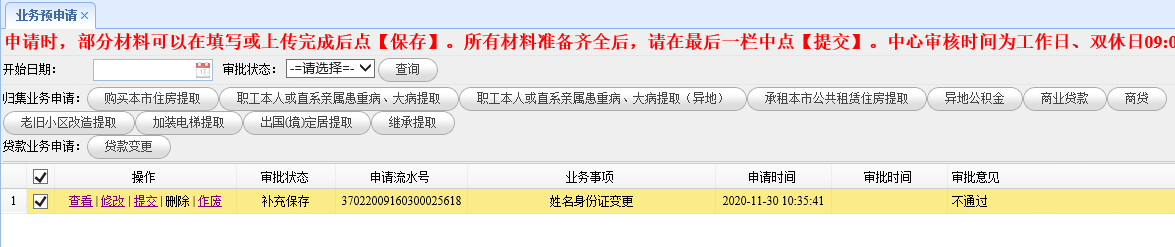 业务预申请
申请时，部分材料可以在填写或上传完成后点【保存】。所有材料准备齐全后，请在最后一栏中点【提交】。中心审核时间为工作日、双休日09:0
开始日期： 审批状态： -=请选择=- 查询
归集业务申请： 购买本市住房提取 职工本人或直系亲属患重病、大病提取 职工本人或直系亲属患重病、大病提取（异地） 承租本市公共租赁住房提取 异地公积金 商业贷款 商贷
老旧小区改造提取 加装电梯提取 出国(境)定居提取 继承提取
贷款业务申请： 贷款变更
操作 审批状态 申请流水号 业务事项 申请时间 审批时间 审批意见
1 查看 | 修改 | 提交 | 删除 | 作废 补充保存 37022009160300025618 姓名身份证变更 2020-11-30 10:35:41 不通过